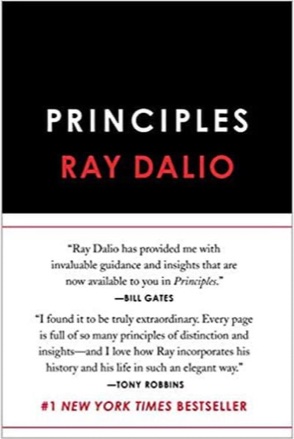 PRINCIPLES
RAY DALIO
“Ray Dalio has provided me with
invaluable guidance and insights that are
now available to you in Principles.”
—BILL GATES
“I found it to be truly extraordinary. Every page
is full of so many principles of distinction and
insights—and I love how Ray incorporates his
history and his life in such an elegant way.”
—TONY ROBBINS
#1 NEW YORK TIMES BESTSELLER